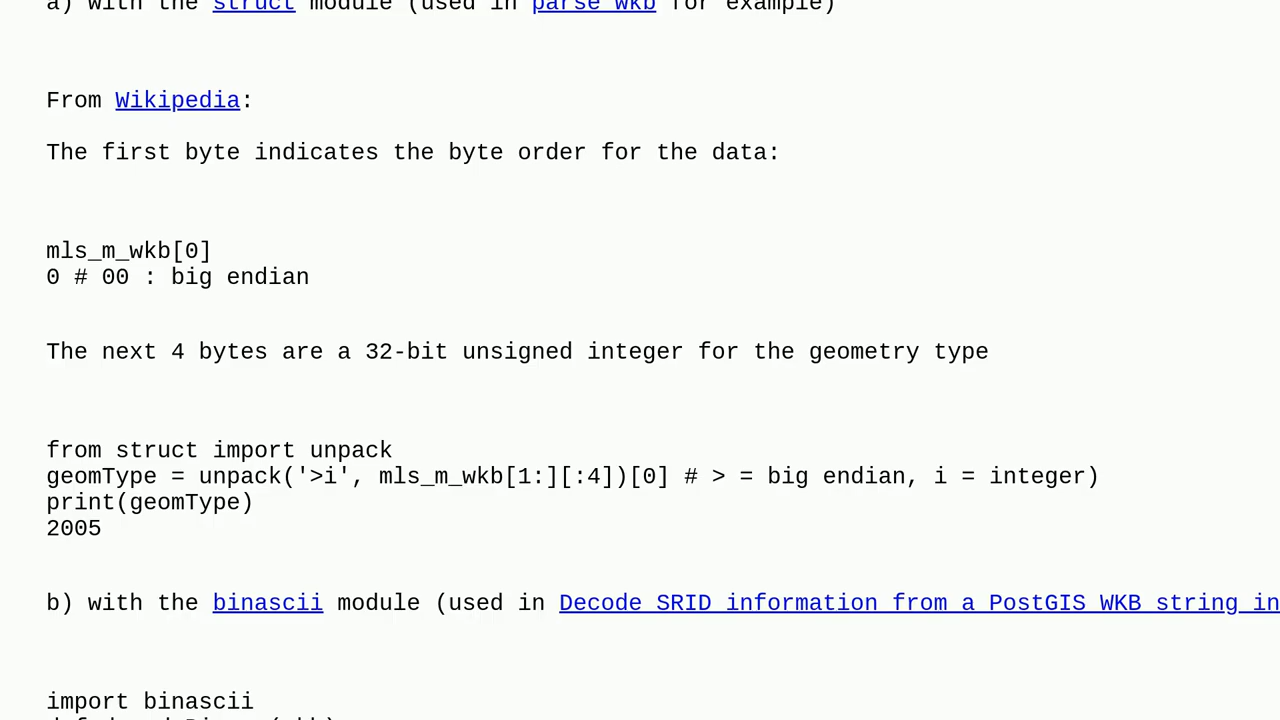 a) with the struct module (used in parse_wkb for example)
From Wikipedia:
The first byte indicates the byte order for the data:
mls_m_wkb[0]
0 # 00 : big endian
The next 4 bytes are a 32-bit unsigned integer for the geometry type
from struct import unpack
geomType = unpack('>i', mls_m_wkb[1:][:4])[0] # > = big endian, i = integer)
print(geomType)
2005
b) with the binascii module (used in Decode SRID information from a PostGIS WKB string in
import binascii